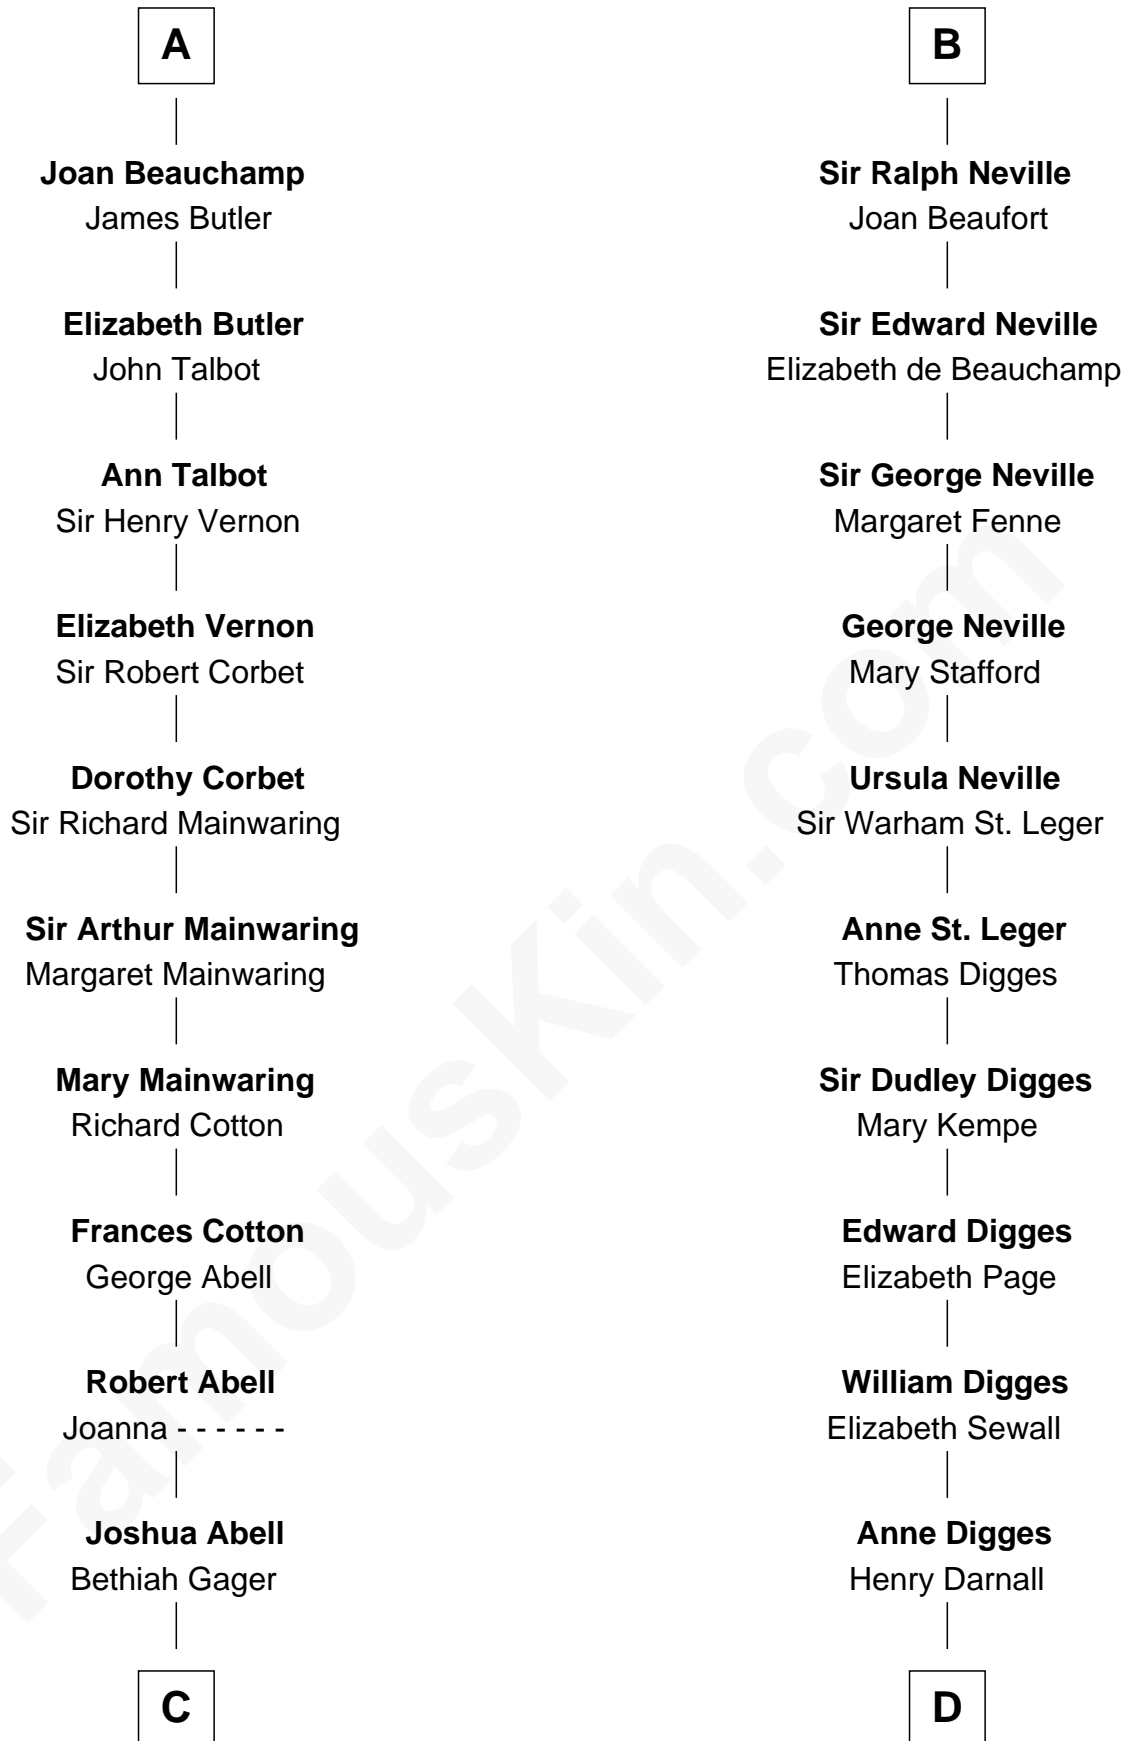 A
Joan Beauchamp
James Butler
Elizabeth Butler
John Talbot
Ann Talbot
Sir Henry Vernon
Elizabeth Vernon
Sir Robert Corbet
Dorothy Corbet
Sir Richard Mainwaring
Sir Arthur Mainwaring
Margaret Mainwaring
Mary Mainwaring
Richard Cotton
Frances Cotton
George Abell
Robert Abell
Joanna - - - - - -
Joshua Abell
Bethiah Gager
C
B
Sir Ralph Neville
Joan Beaufort
Sir Edward Neville
Elizabeth de Beauchamp
Sir George Neville
Margaret Fenne
George Neville
Mary Stafford
Ursula Neville
Sir Warham St. Leger
Anne St. Leger
Thomas Digges
Sir Dudley Digges
Mary Kempe
Edward Digges
Elizabeth Page
William Digges
Elizabeth Sewall
Anne Digges
Henry Darnall
D
FamousKin.com